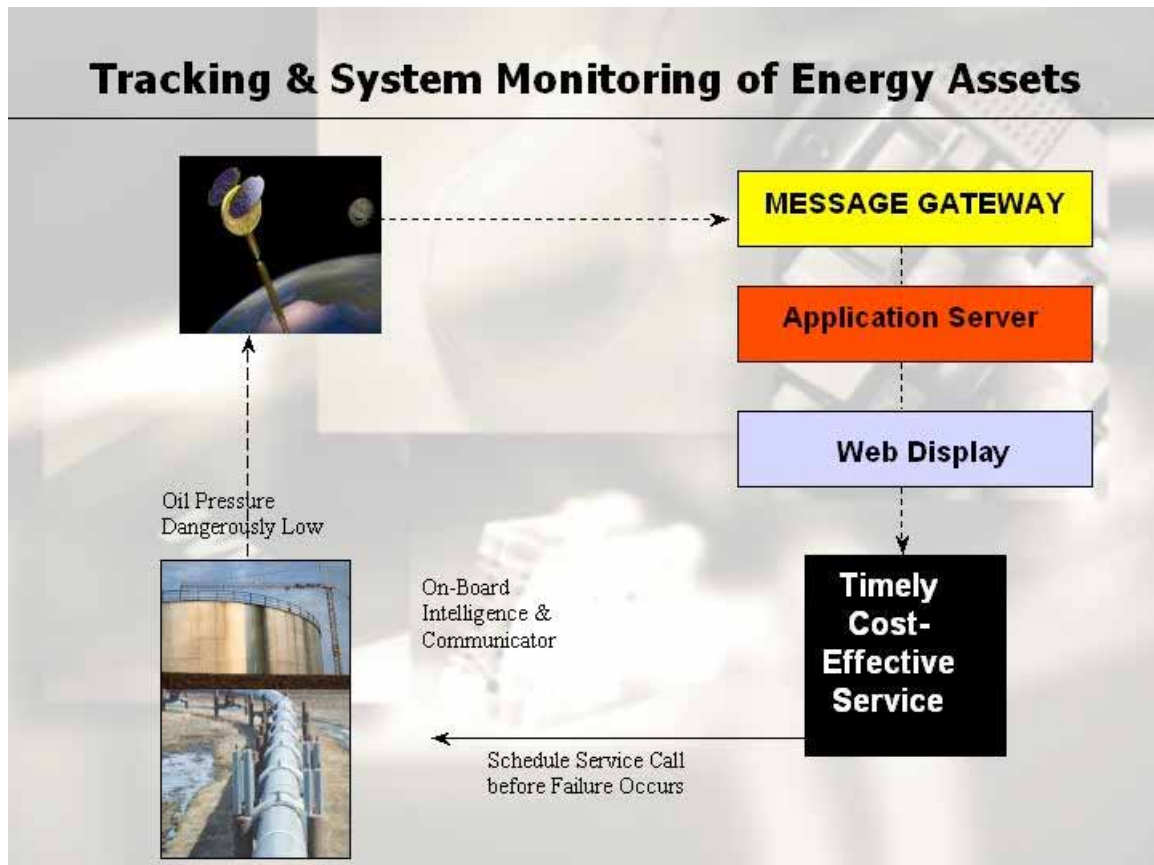 Tracking & System Monitoring of Energy Assets
MESSAGE GATEWAY
Application Server
Web Display
Oil Pressure
Dangerously Low
On-Board
Intelligence &
Communicator
Timely
Cost-
Effective
Service
Schedule Service Call
before Failure Occurs